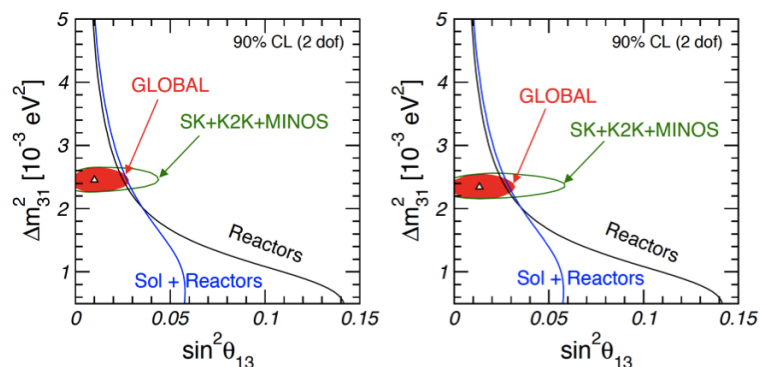 5
4
3
2
1
Δm²₃₁ [10⁻³ eV²]
90% CL (2 dof)
GLOBAL
SK+K2K+MINOS
Reactors
Sol + Reactors
0 0.05 0.1 0.15
sin²θ₁₃
5
4
3
2
1
Δm²₃₁ [10⁻³ eV²]
90% CL (2 dof)
GLOBAL
SK+K2K+MINOS
Reactors
Sol + Reactors
0 0.05 0.1 0.15
sin²θ₁₃